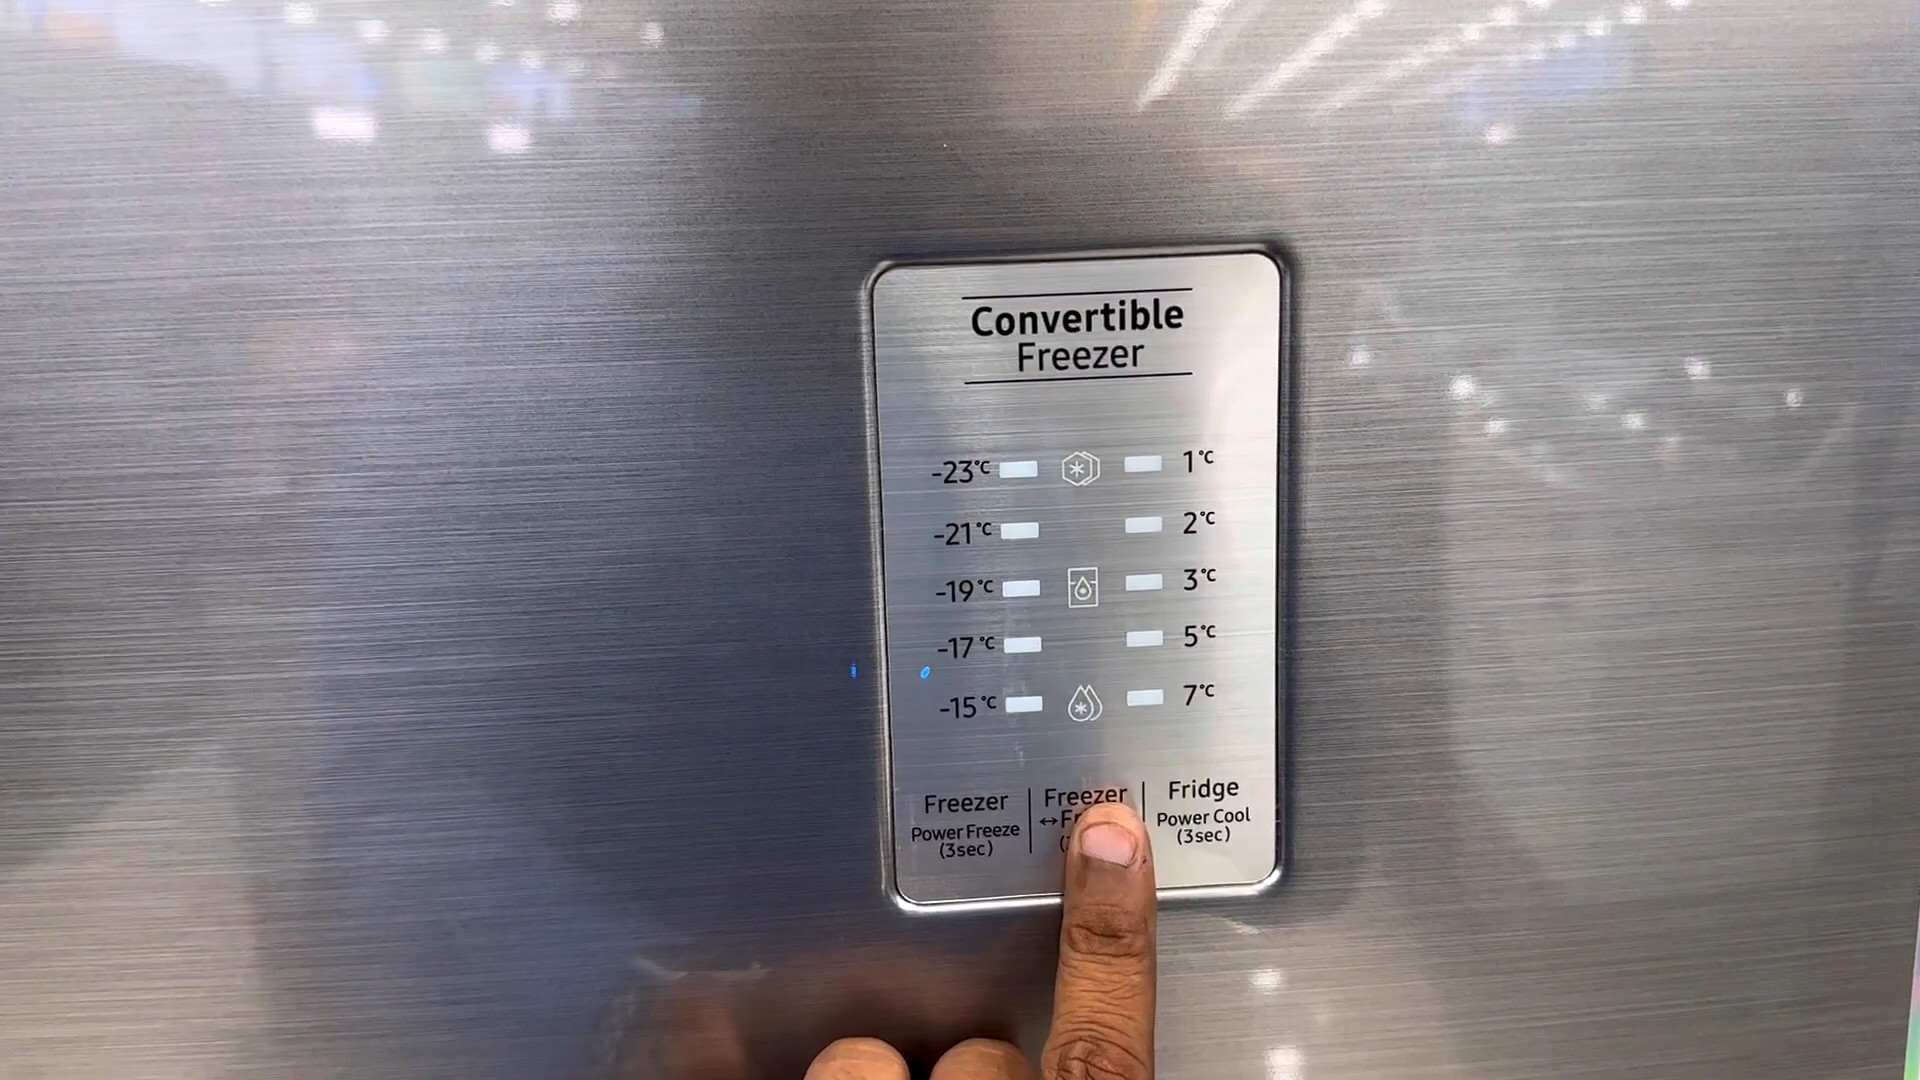 Convertible
Freezer
-23°C 1°C
-21°C 2°C
-19°C 3°C
-17°C 5°C
-15°C 7°C
Freezer
Power Freeze
(3sec)
Freezer
↔
Fridge
Power Cool
(3sec)